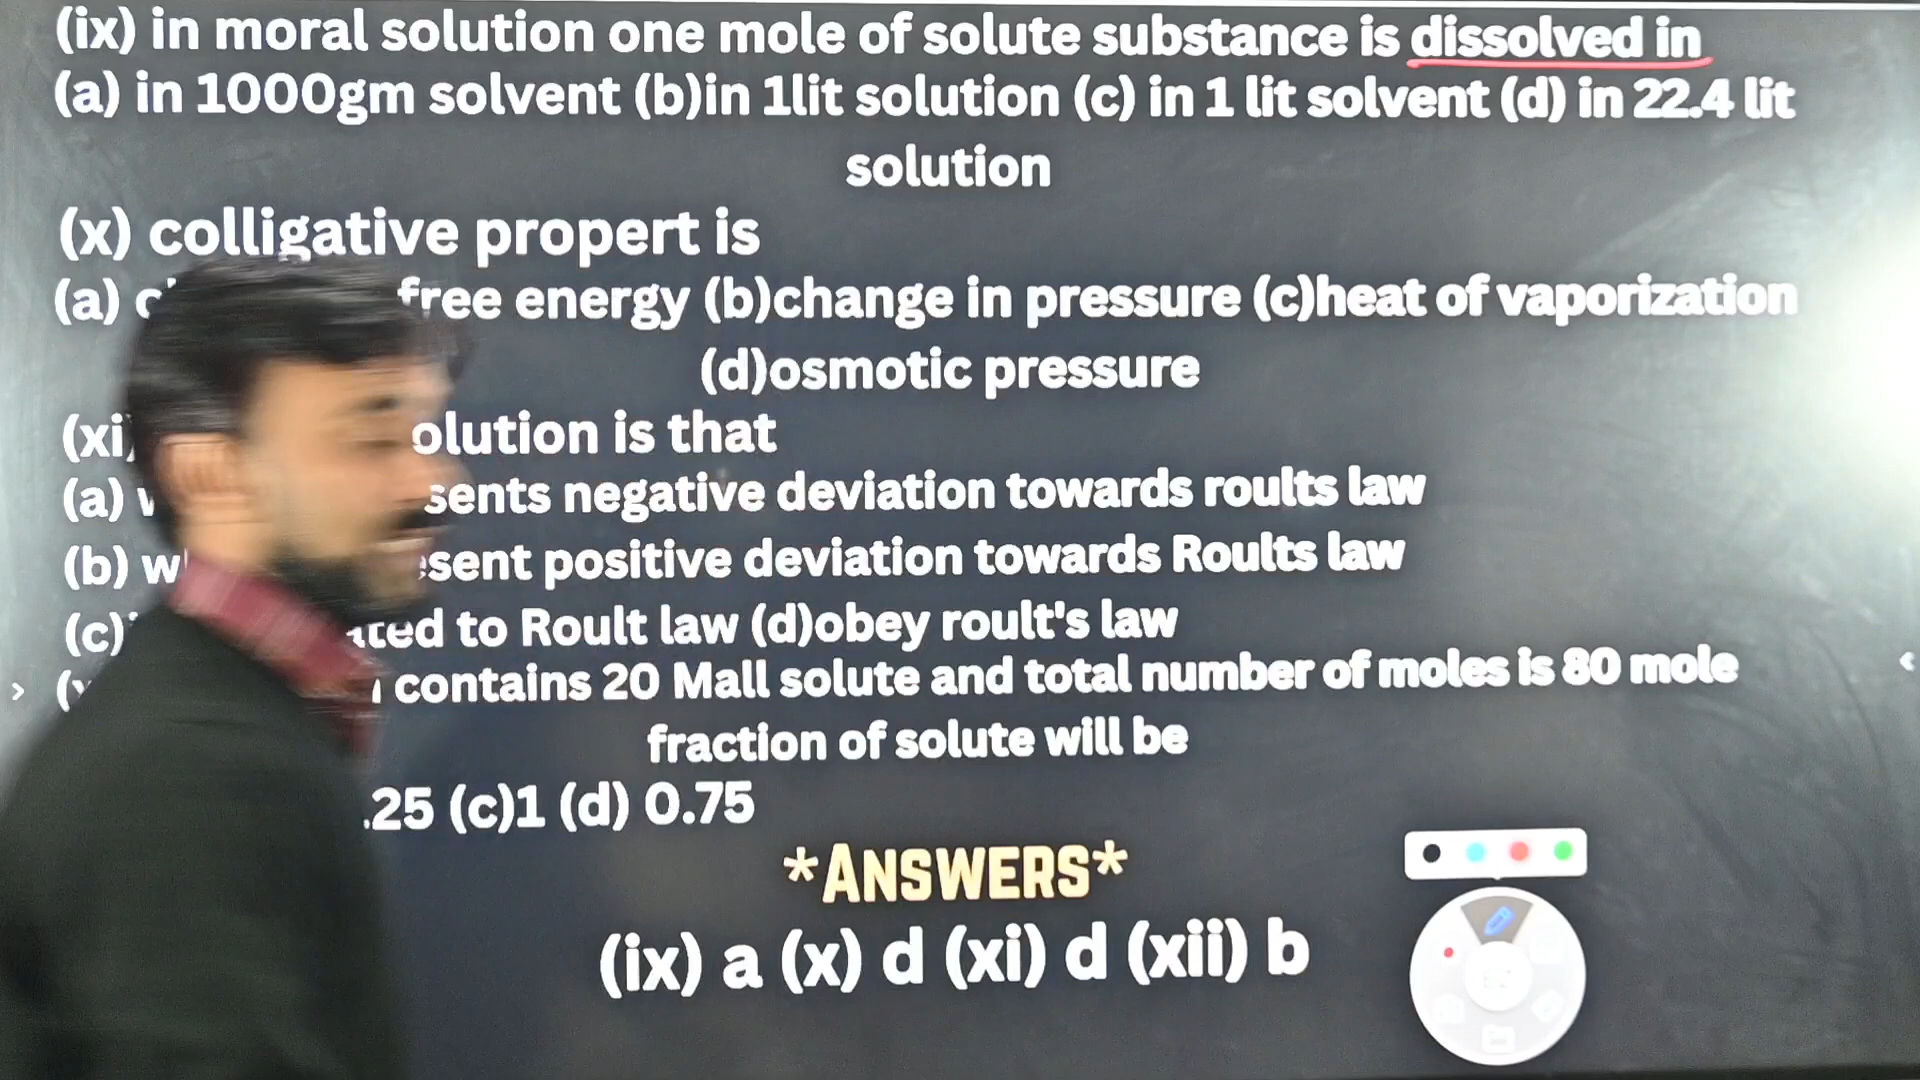 (ix) in moral solution one mole of solute substance is dissolved in
(a) in 1000gm solvent (b)in 1lit solution (c) in 1 lit solvent (d) in 22.4 lit
solution
(x) colligative propert is
(a) free energy (b)change in pressure (c)heat of vaporization
(d)osmotic pressure
(xi) is that
(a) negative deviation towards roults law
(b) positive deviation towards Roults law
(c) to Roult law (d)obey roult's law
contains 20 Mall solute and total number of moles is 80 mole
fraction of solute will be
.25 (c)1 (d) 0.75
*ANSWERS*
(ix) a (x) d (xi) d (xii) b